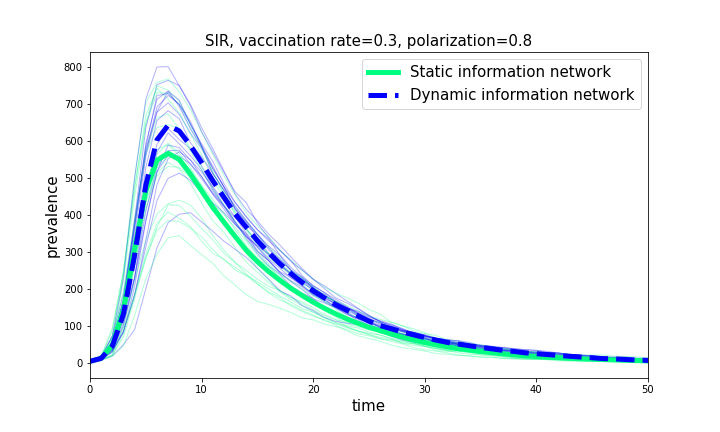 SIR, vaccination rate=0.3, polarization=0.8
Static information network
Dynamic information network
prevalence
800
700
600
500
400
300
200
100
0
0 10 20 30 40 50
time